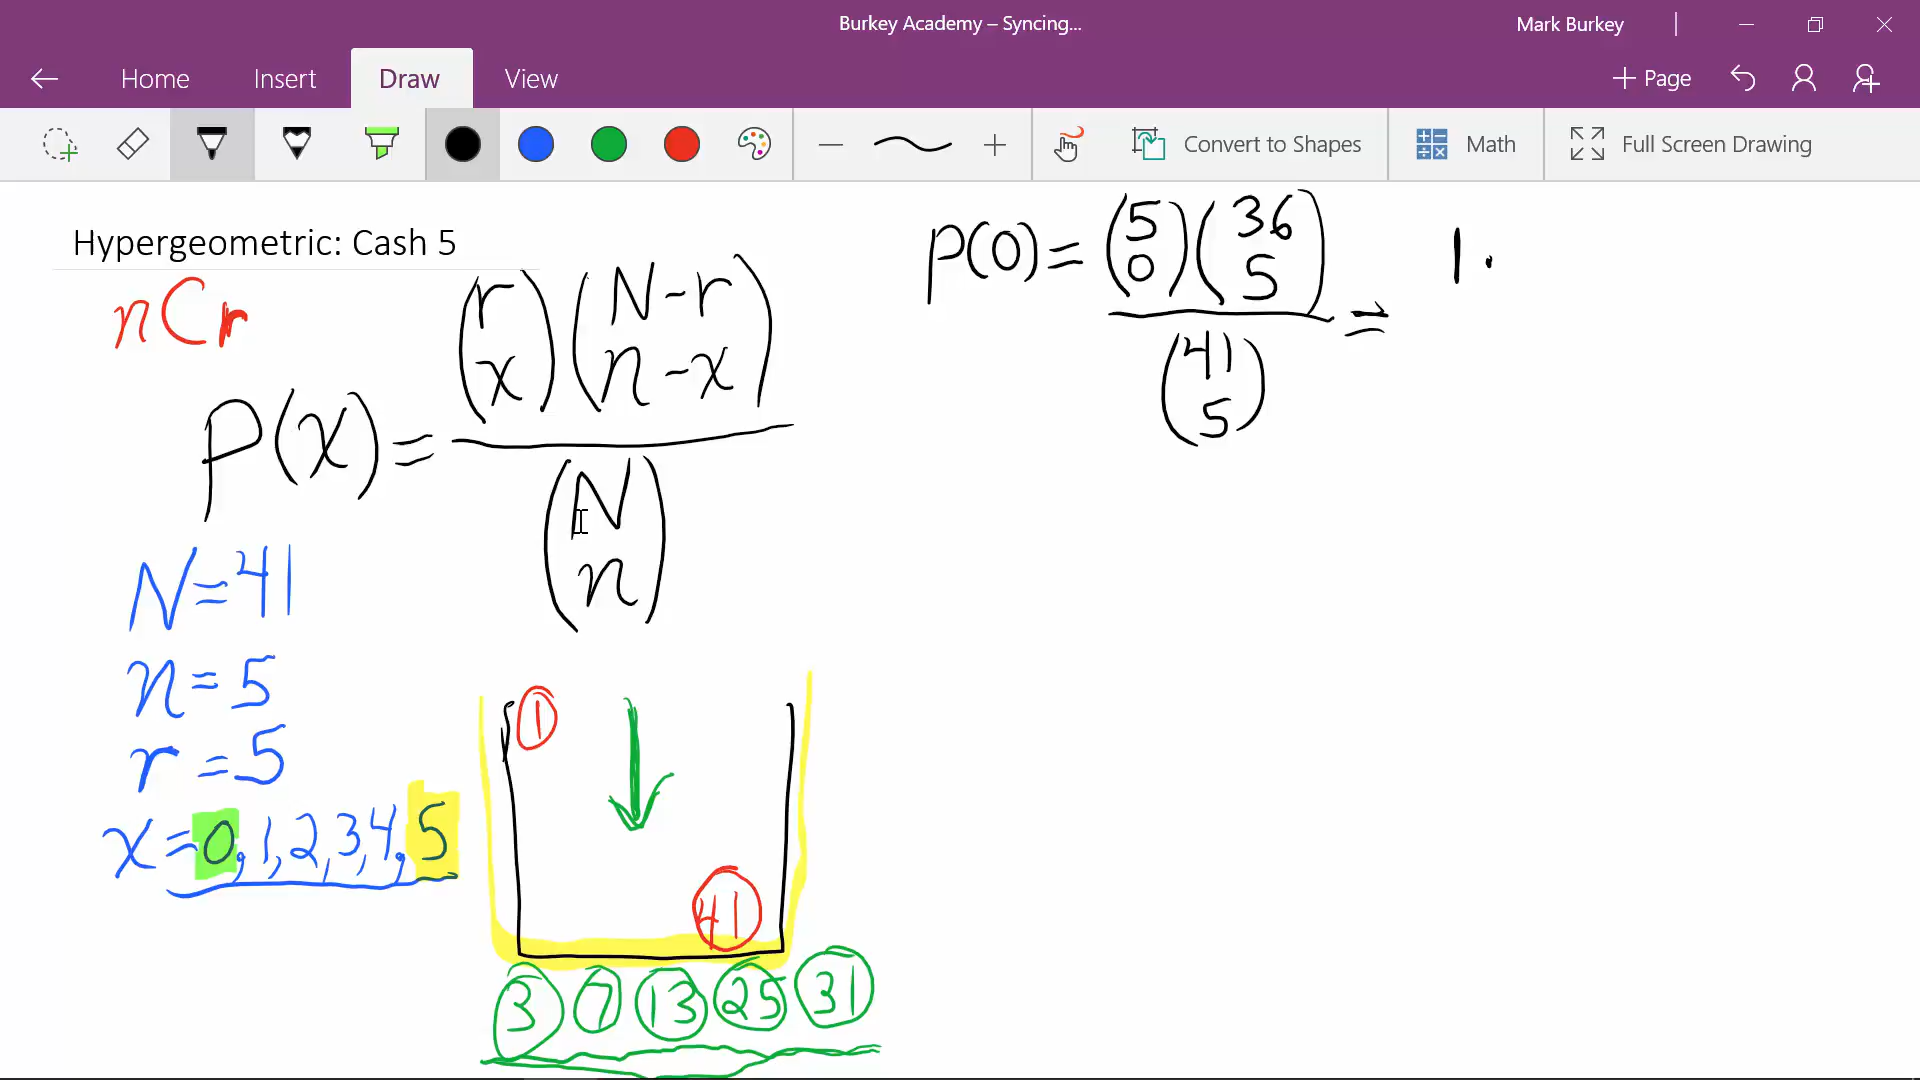 Burkey Academy – Syncing...
Mark Burkey
Home Insert Draw View
Page
Convert to Shapes
Math
Full Screen Drawing
Hypergeometric: Cash 5
nCr
P(x) = (r x)(N-r n-x) / (N n)
N=41
n=5
r=5
x=0,1,2,3,4,5
1
41
3 7 13 25 31
P(0) = (5 0)(36 5) / (41 5) = 1.